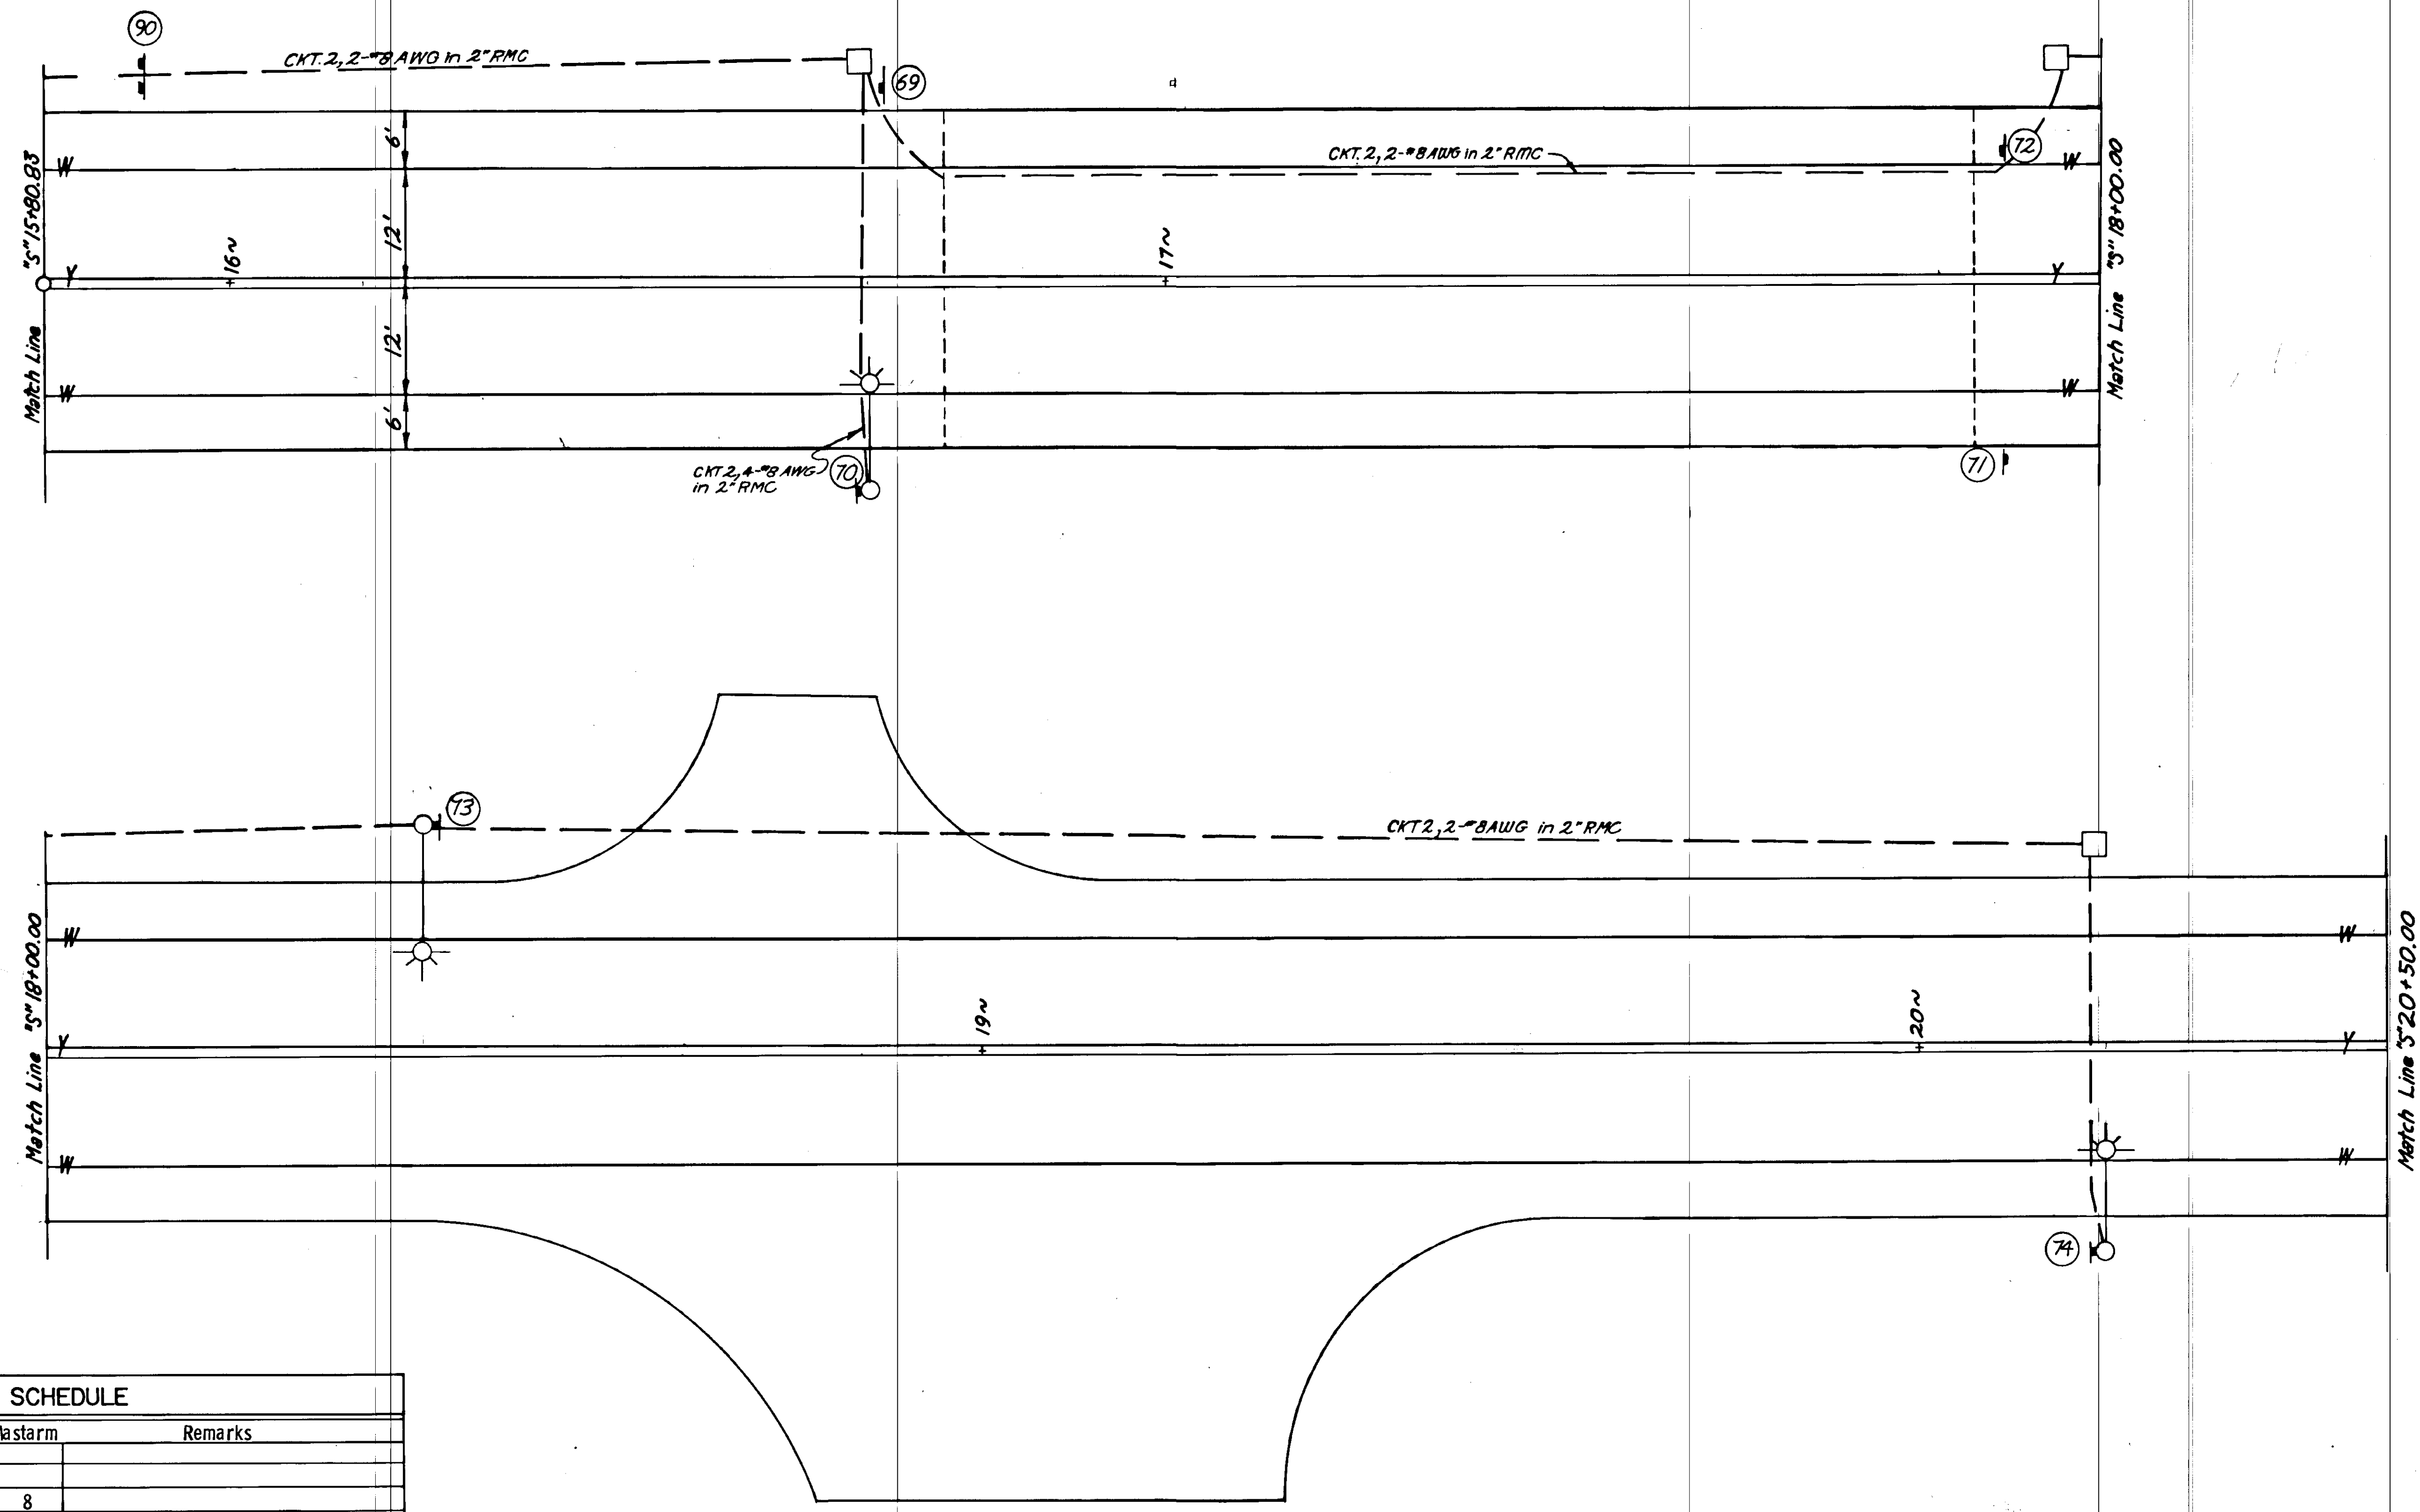 90
CKT. 2, 2-#8 AWG in 2" RMC
69
CKT. 2, 2-#8 AWG in 2" RMC
72
6'
12'
12'
6'
W
W
Y
Y
W
W
16~
17~
Match Line "S" 15+80.83
Match Line "S" 18+00.00
CKT 2, 4-#8 AWG
in 2" RMC
70
71
73
CKT 2, 2-#8 AWG in 2" RMC
W
W
Y
Y
W
W
19~
20~
Match Line "S" 18+00.00
Match Line "S" 20+50.00
74
SCHEDULE
astarm
Remarks
8